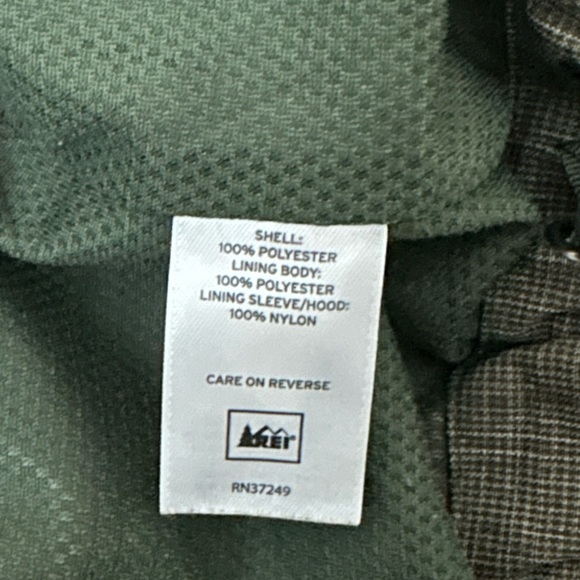 SHELL:
100% POLYESTER
LINING BODY:
100% POLYESTER
LINING SLEEVE/HOOD:
100% NYLON
CARE ON REVERSE
REI®
RN37249